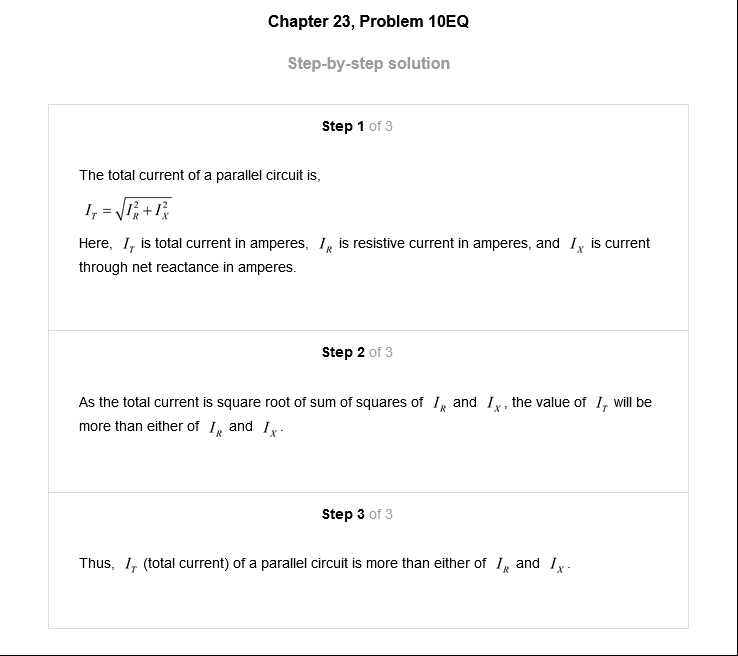 Chapter 23, Problem 10EQ
Step-by-step solution
Step 1 of 3
The total current of a parallel circuit is,
I_T = √(I_R^2 + I_X^2)
Here, I_T is total current in amperes, I_R is resistive current in amperes, and I_X is current
through net reactance in amperes.
Step 2 of 3
As the total current is square root of sum of squares of I_R and I_X, the value of I_T will be
more than either of I_R and I_X.
Step 3 of 3
Thus, I_T (total current) of a parallel circuit is more than either of I_R and I_X.